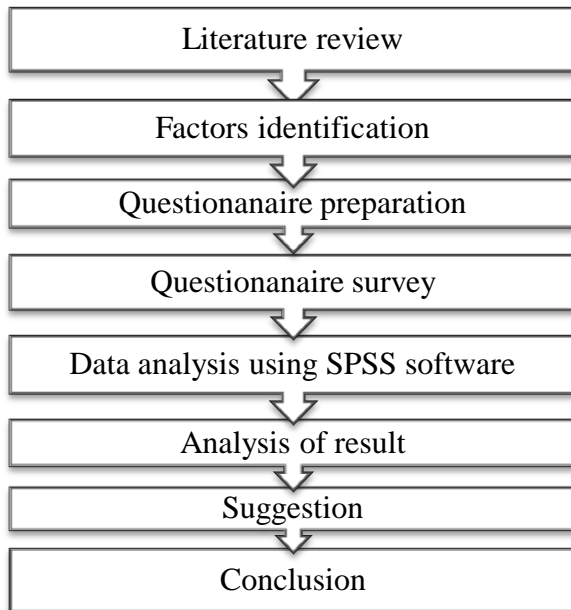 Literature review
Factors identification
Questionanaire preparation
Questionanaire survey
Data analysis using SPSS software
Analysis of result
Suggestion
Conclusion